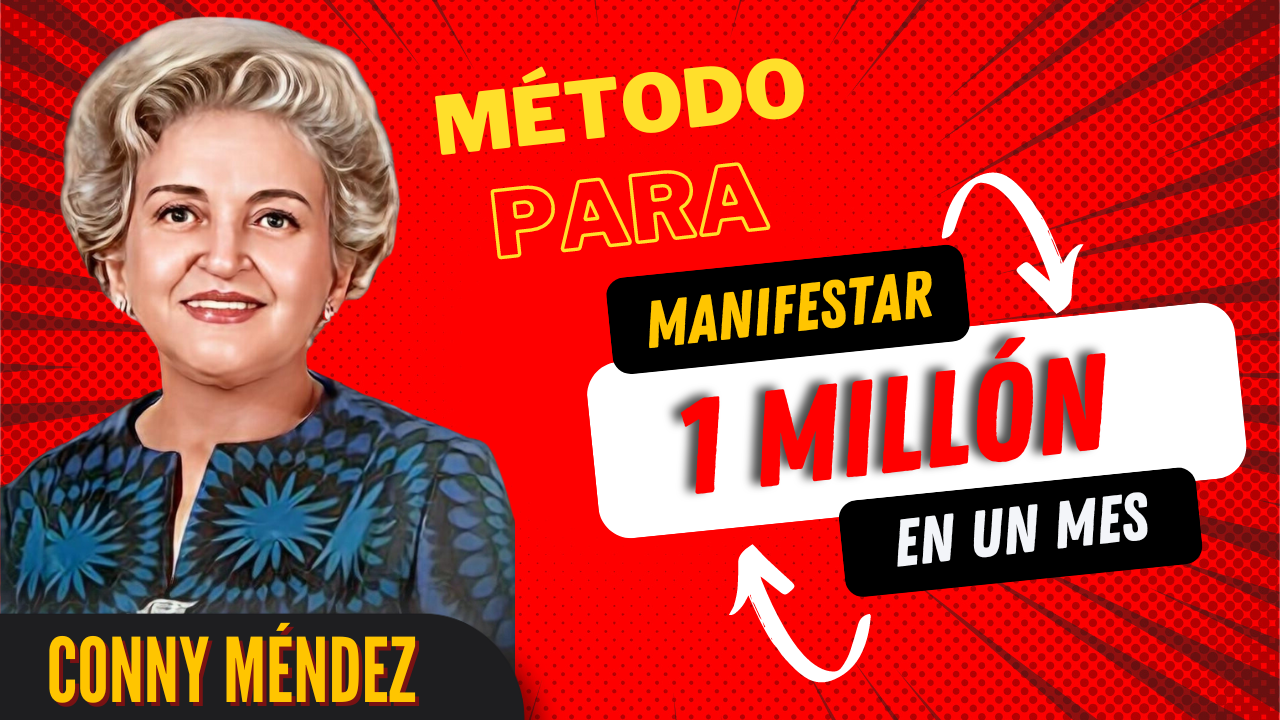 MÉTODO
PARA
MANIFESTAR
1 MILLÓN
EN UN MES
CONNY MÉNDEZ